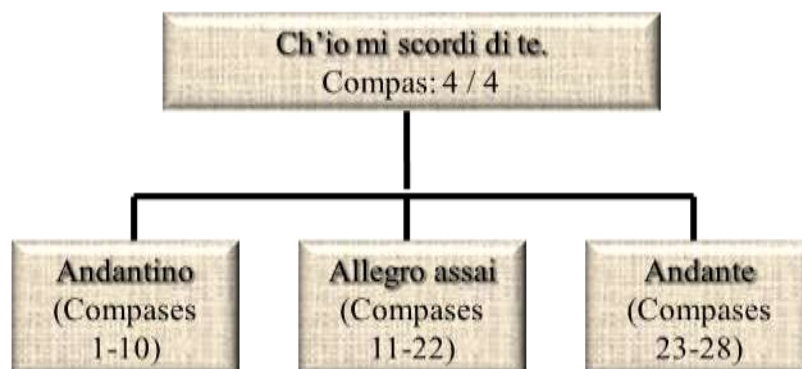 Ch'io mi scordi di te.
Compas: 4 / 4
Andantino
(Compases
1-10)
Allegro assai
(Compases
11-22)
Andante
(Compases
23-28)